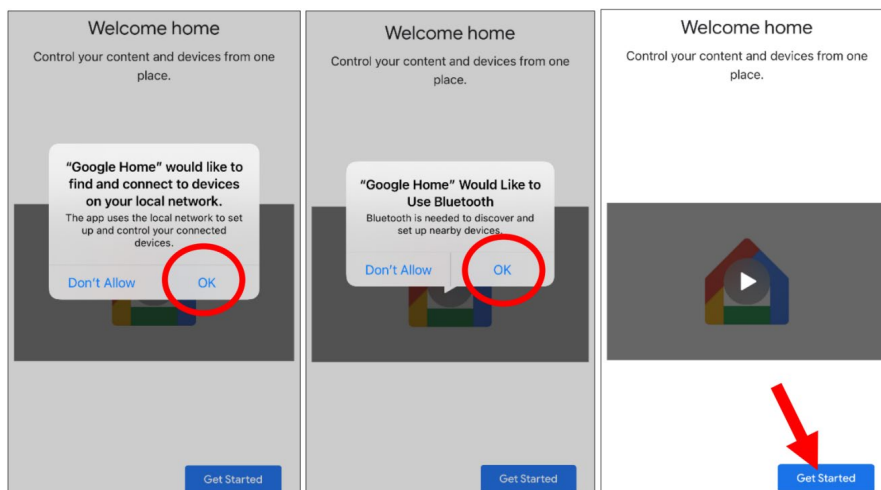 Welcome home
Control your content and devices from one
place.
“Google Home” would like to
find and connect to devices
on your local network.
The app uses the local network to set
up and control your connected
devices.
Don’t Allow
OK
Get Started
Welcome home
Control your content and devices from one
place.
“Google Home” Would Like to
Use Bluetooth
Bluetooth is needed to discover and
set up nearby devices.
Don’t Allow
OK
Get Started
Welcome home
Control your content and devices from one
place.
Get Started